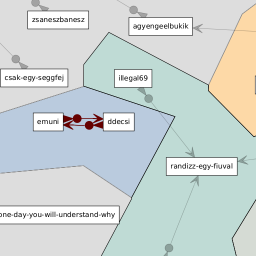 zsaneszbanesz
agyengeelbukik
csak-egy-seggfej
illegal69
emuni
ddecsi
randizz-egy-fiuval
one-day-you-will-understand-why